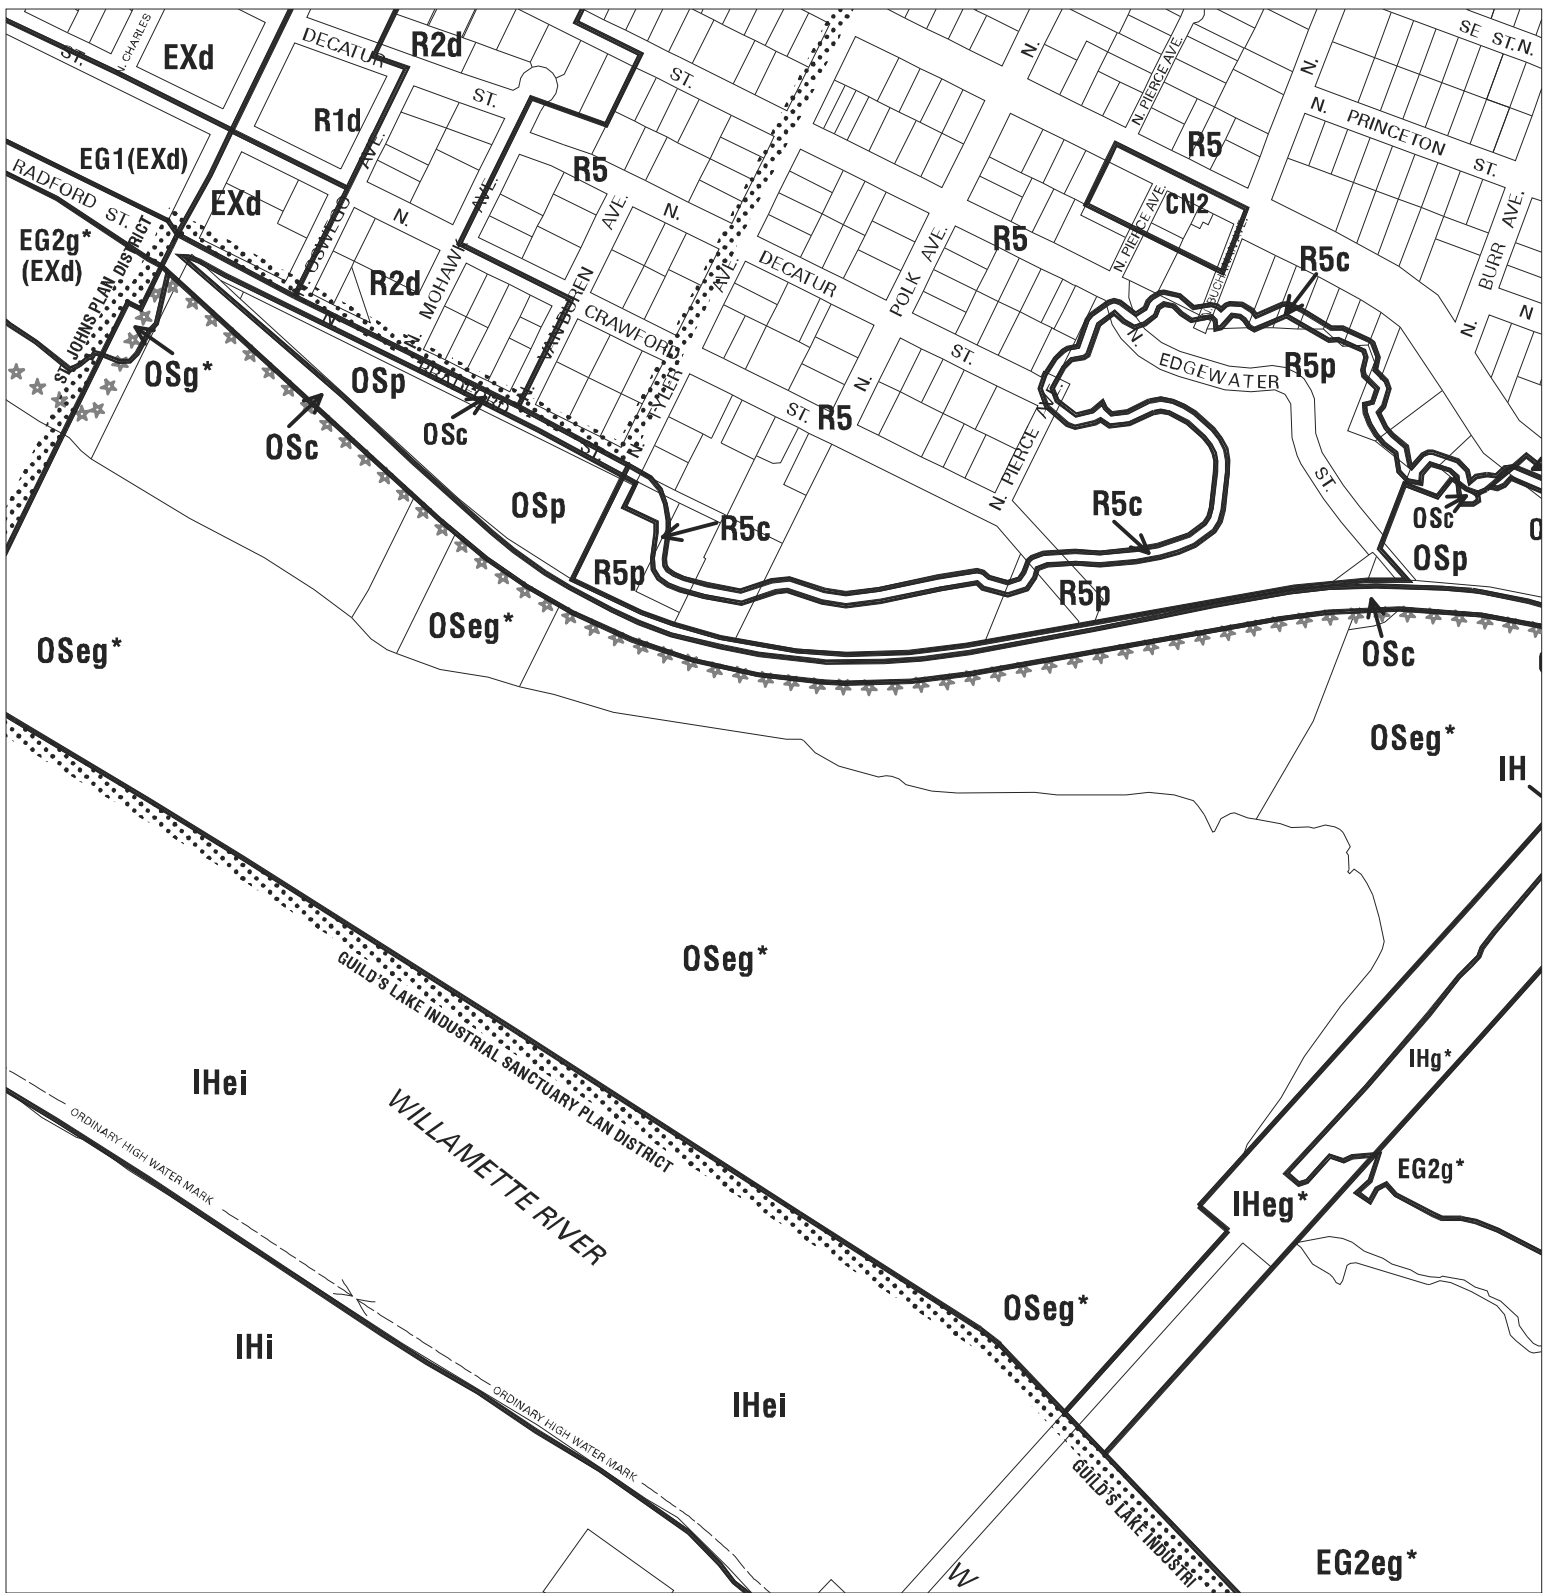 SE ST.
N.
N. CHARLES
ST.
EXd
DECATUR
ST.
R2d
ST.
N.
N. PIERCE AVE.
N.
N. PRINCETON ST.
R1d
EG1(EXd)
RADFORD ST.
AVE.
R5
R5
EXd
OSWEGO
N.
AVE.
MOHAWK
AVE.
N.
CN2
N. PIERCE AVE.
BURR AVE.
EG2g*
(EXd)
ST. JOHNS PLAN DISTRICT
R2d
VAN BUREN
AVE.
DECATUR
POLK AVE.
R5
R5c
N.
N
N.
N.
CRAWFORD
ST.
N.
EDGEWATER
ST.
R5p
OSg*
OSp
BRADFORD
ST.
N.
TYLER
N.
ST.
R5
N.
N. PIERCE AVE.
OSc
OSc
OSp
R5c
R5c
OSc
OSp
R5p
R5p
OSeg*
OSeg*
OSc
OSeg*
IH
OSeg*
GUILD'S LAKE INDUSTRIAL SANCTUARY PLAN DISTRICT
IHei
IHg*
ORDINARY HIGH WATER MARK
WILLAMETTE RIVER
EG2g*
IHeg*
OSeg*
IHi
IHei
ORDINARY HIGH WATER MARK
GUILD'S LAKE INDUSTRI
W
EG2eg*